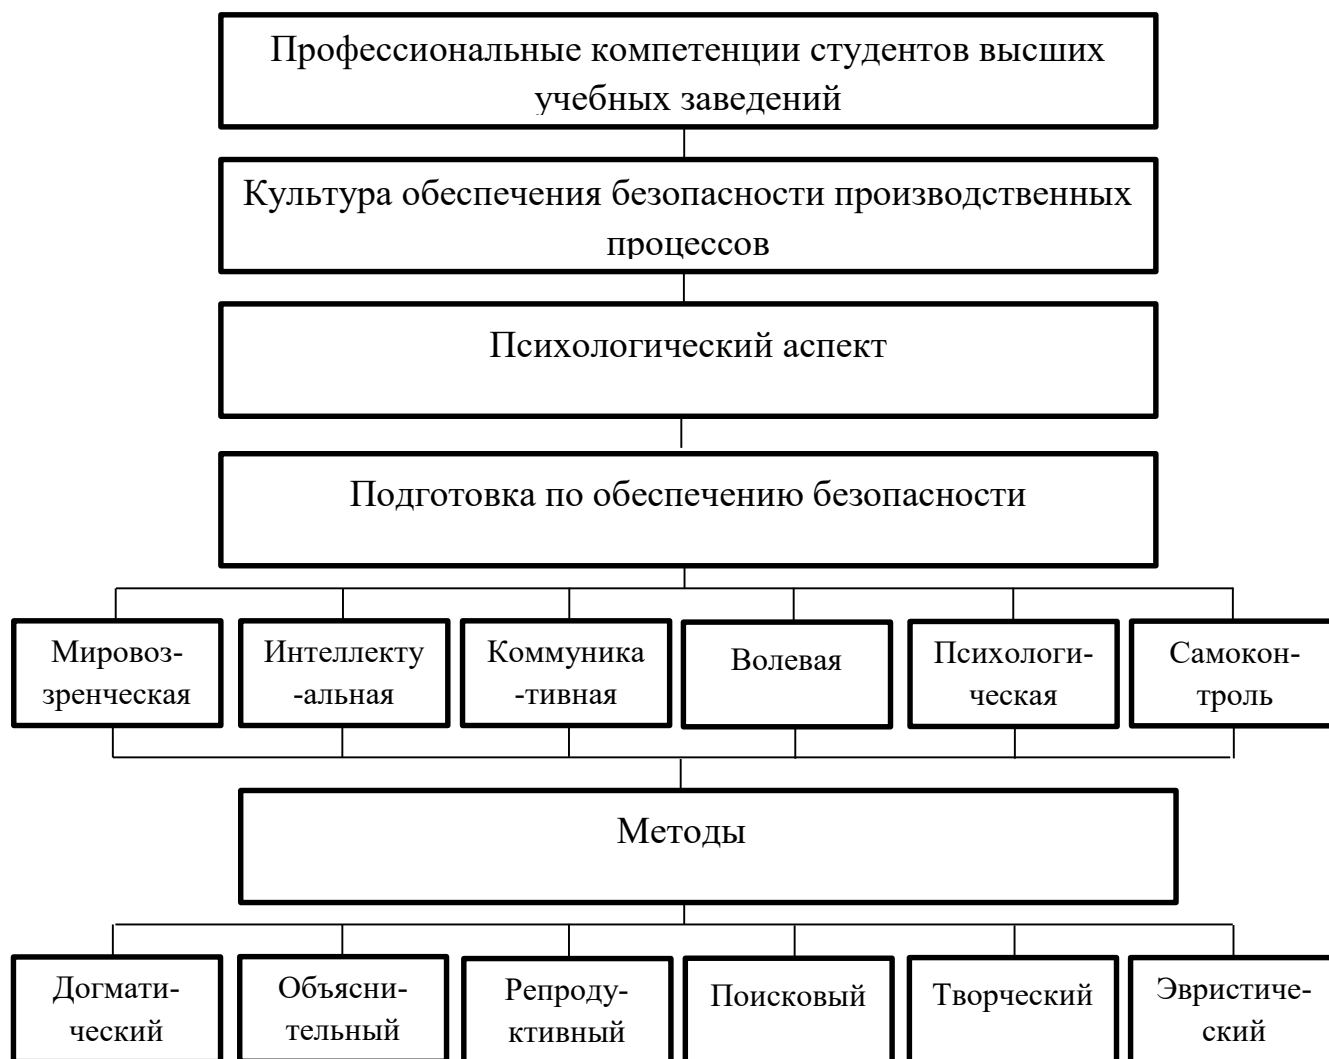 Профессиональные компетенции студентов высших
учебных заведений
Культура обеспечения безопасности производственных
процессов
Психологический аспект
Подготовка по обеспечению безопасности
Мировоз-
зренческая
Интеллекту
-альная
Коммуника
-тивная
Волевая
Психологи-
ческая
Самокон-
троль
Методы
Догмати-
ческий
Объясни-
тельный
Репроду-
ктивный
Поисковый
Творческий
Эвристиче-
ский